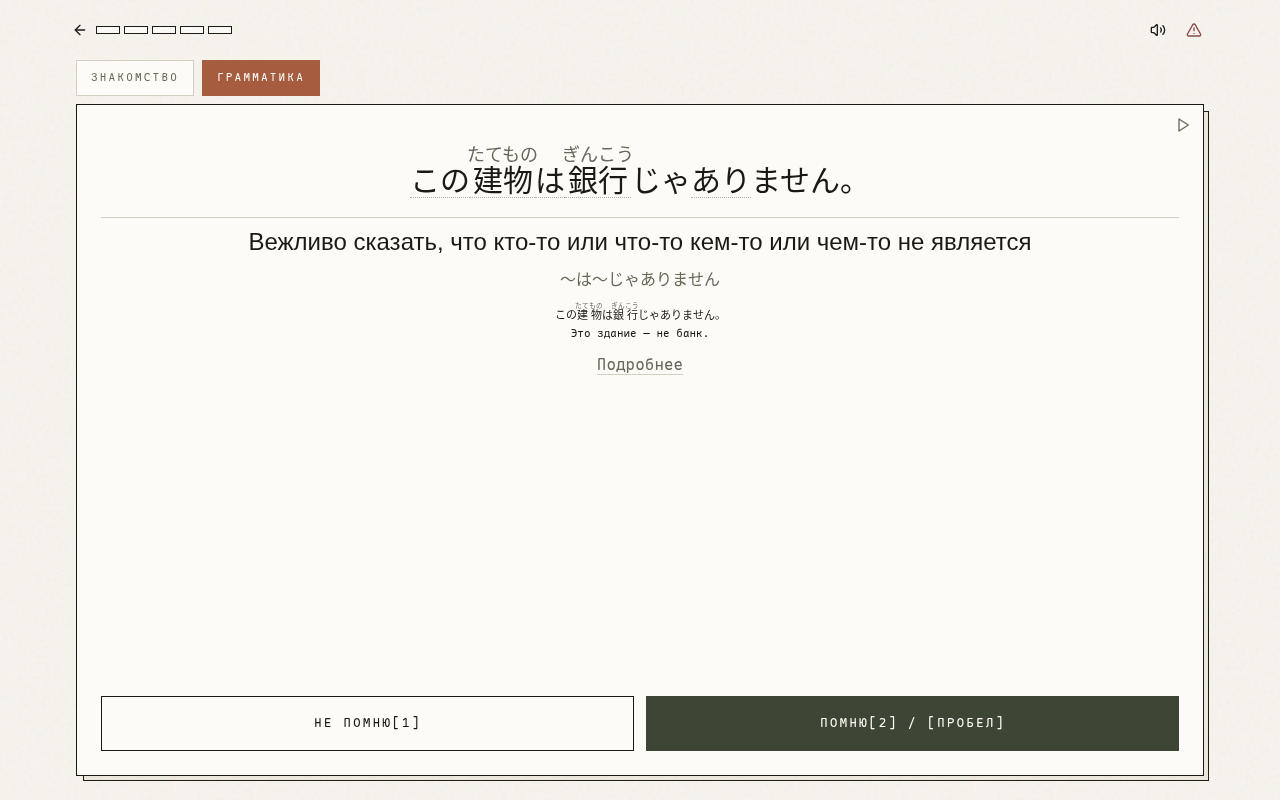 ЗНАКОМСТВО
ГРАММАТИКА
たてもの ぎんこう
この建物は銀行じゃありません。
Вежливо сказать, что кто-то или что-то кем-то или чем-то не является
〜は〜じゃありません
たてもの ぎんこう
この建物は銀行じゃありません。
Это здание — не банк.
Подробнее
НЕ ПОМНЮ[1]
ПОМНЮ[2] / [ПРОБЕЛ]